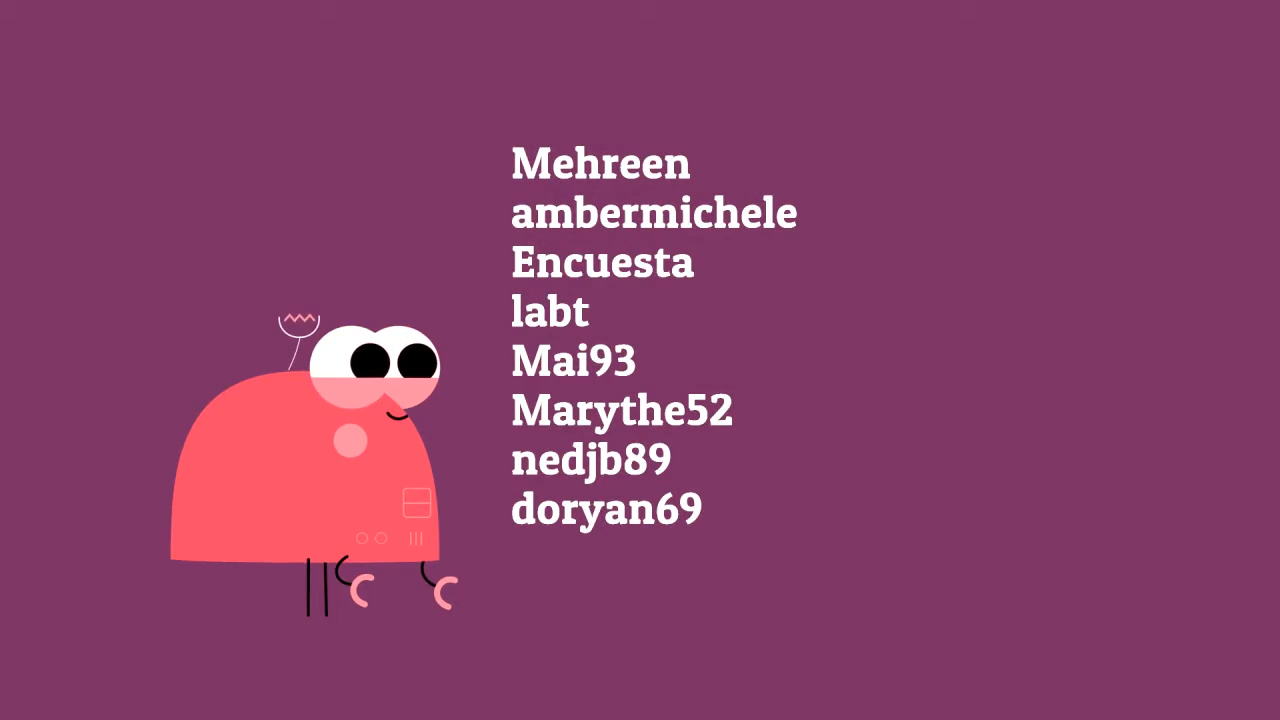 Mehreen
ambermichele
Encuesta
labt
Mai93
Marythe52
nedjb89
doryan69